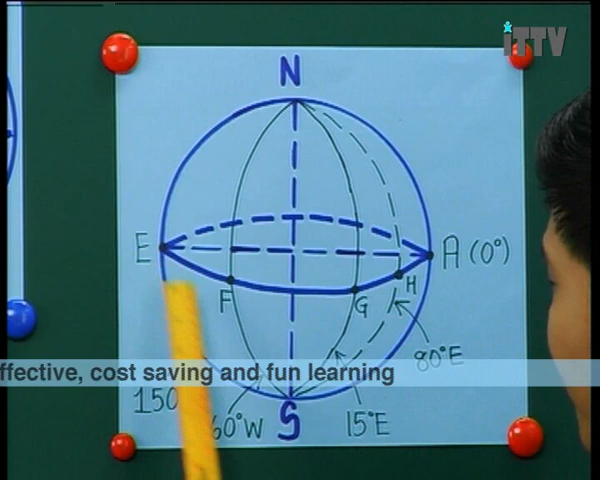 iTTV
N
E
A (0°)
F
G
H
80°E
ffective, cost saving and fun learning
150
60°W
S
15°E